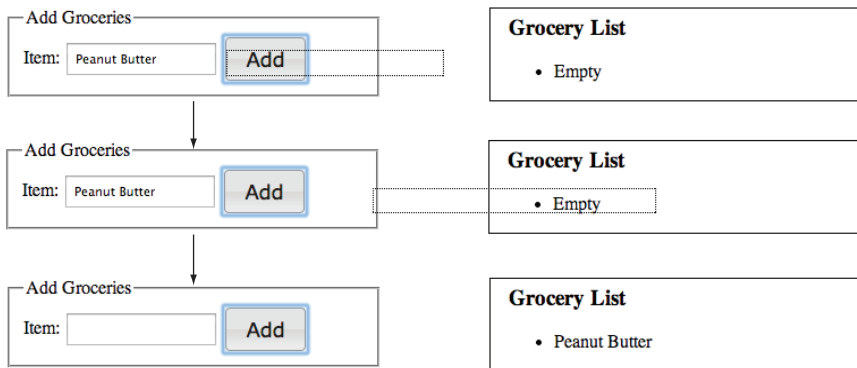 Add Groceries
Item: Peanut Butter Add
Grocery List
• Empty
Add Groceries
Item: Peanut Butter Add
Grocery List
• Empty
Add Groceries
Item: Add
Grocery List
• Peanut Butter